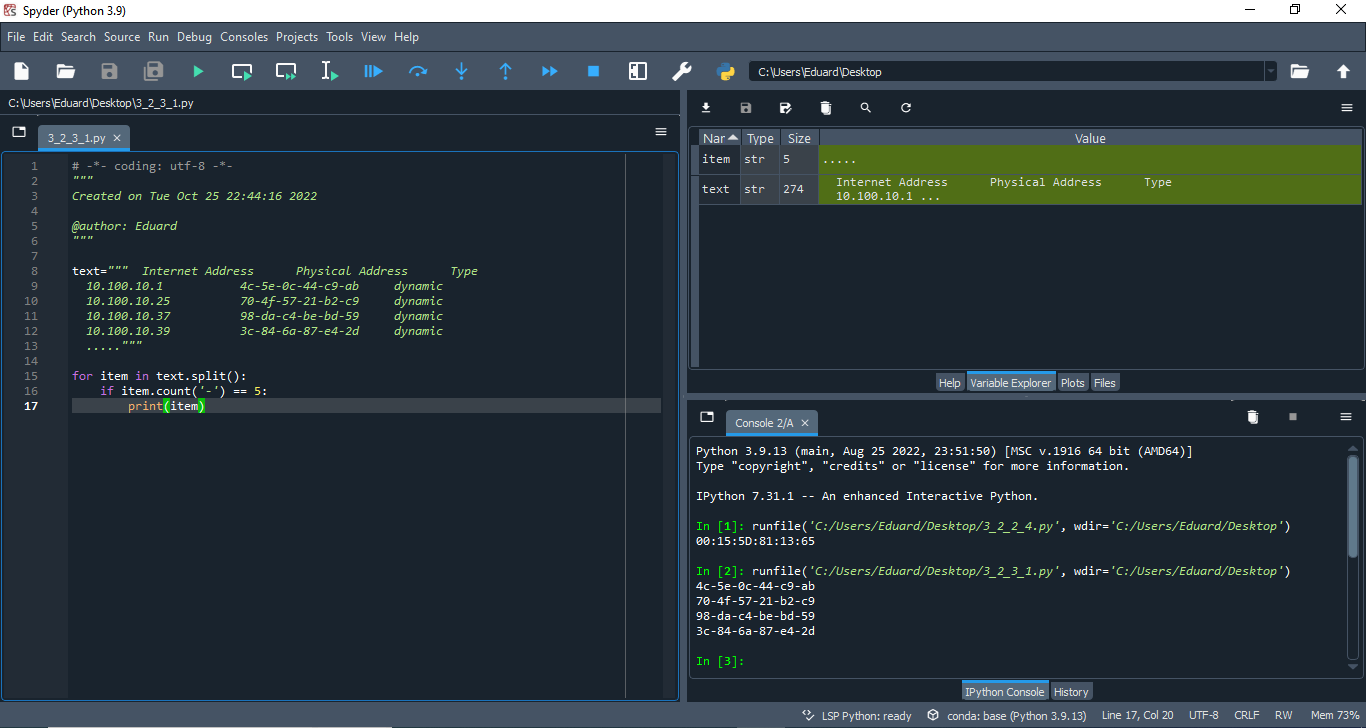 Spyder (Python 3.9)
File Edit Search Source Run Debug Consoles Projects Tools View Help
C:\Users\Eduard\Desktop
C:\Users\Eduard\Desktop\3_2_3_1.py
3_2_3_1.py
1 # -*- coding: utf-8 -*-
2 """
3 Created on Tue Oct 25 22:44:16 2022
4
5 @author: Eduard
6 """
7
8 text="""  Internet Address      Physical Address      Type
9   10.100.10.1           4c-5e-0c-44-c9-ab     dynamic
10   10.100.10.25          70-4f-57-21-b2-c9     dynamic
11   10.100.10.37          98-da-c4-be-bd-59     dynamic
12   10.100.10.39          3c-84-6a-87-e4-2d     dynamic
13   ....."""
14
15 for item in text.split():
16     if item.count('-') == 5:
17         print(item)
Nar Type Size Value
item str 5 .....
text str 274   Internet Address      Physical Address      Type
  10.100.10.1 ...
Help Variable Explorer Plots Files
Console 2/A
Python 3.9.13 (main, Aug 25 2022, 23:51:50) [MSC v.1916 64 bit (AMD64)]
Type "copyright", "credits" or "license" for more information.
IPython 7.31.1 -- An enhanced Interactive Python.
In [1]: runfile('C:/Users/Eduard/Desktop/3_2_2_4.py', wdir='C:/Users/Eduard/Desktop')
00:15:5D:81:13:65
In [2]: runfile('C:/Users/Eduard/Desktop/3_2_3_1.py', wdir='C:/Users/Eduard/Desktop')
4c-5e-0c-44-c9-ab
70-4f-57-21-b2-c9
98-da-c4-be-bd-59
3c-84-6a-87-e4-2d
In [3]:
IPython Console History
LSP Python: ready conda: base (Python 3.9.13) Line 17, Col 20 UTF-8 CRLF RW Mem 73%